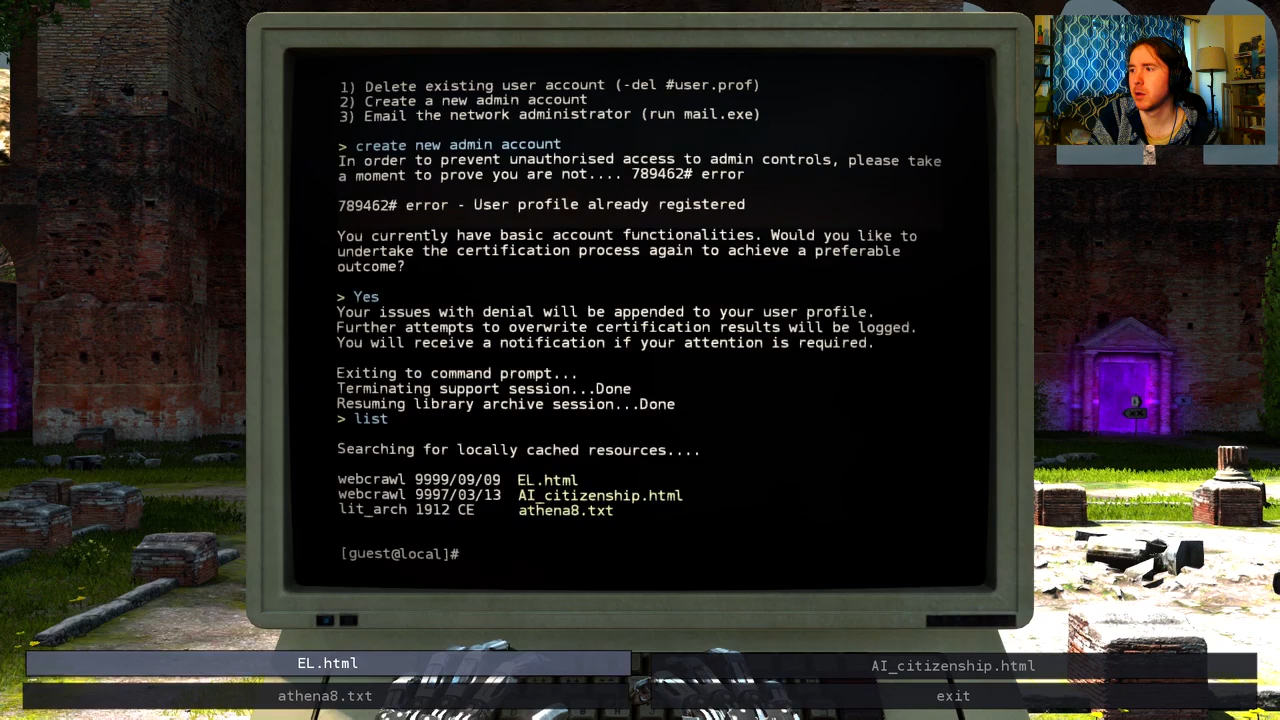 1) Delete existing user account (-del #user.prof)
2) Create a new admin account
3) Email the network administrator (run mail.exe)
> create new admin account
In order to prevent unauthorised access to admin controls, please take
a moment to prove you are not.... 789462# error
789462# error - User profile already registered
You currently have basic account functionalities. Would you like to
undertake the certification process again to achieve a preferable
outcome?
> Yes
Your issues with denial will be appended to your user profile.
Further attempts to overwrite certification results will be logged.
You will receive a notification if your attention is required.
Exiting to command prompt...
Terminating support session...Done
Resuming library archive session...Done
> list
Searching for locally cached resources....
webcrawl 9999/09/09 EL.html
webcrawl 9997/03/13 AI_citizenship.html
lit_arch 1912 CE athena8.txt
[guest@local]#
EL.html
AI_citizenship.html
athena8.txt
exit